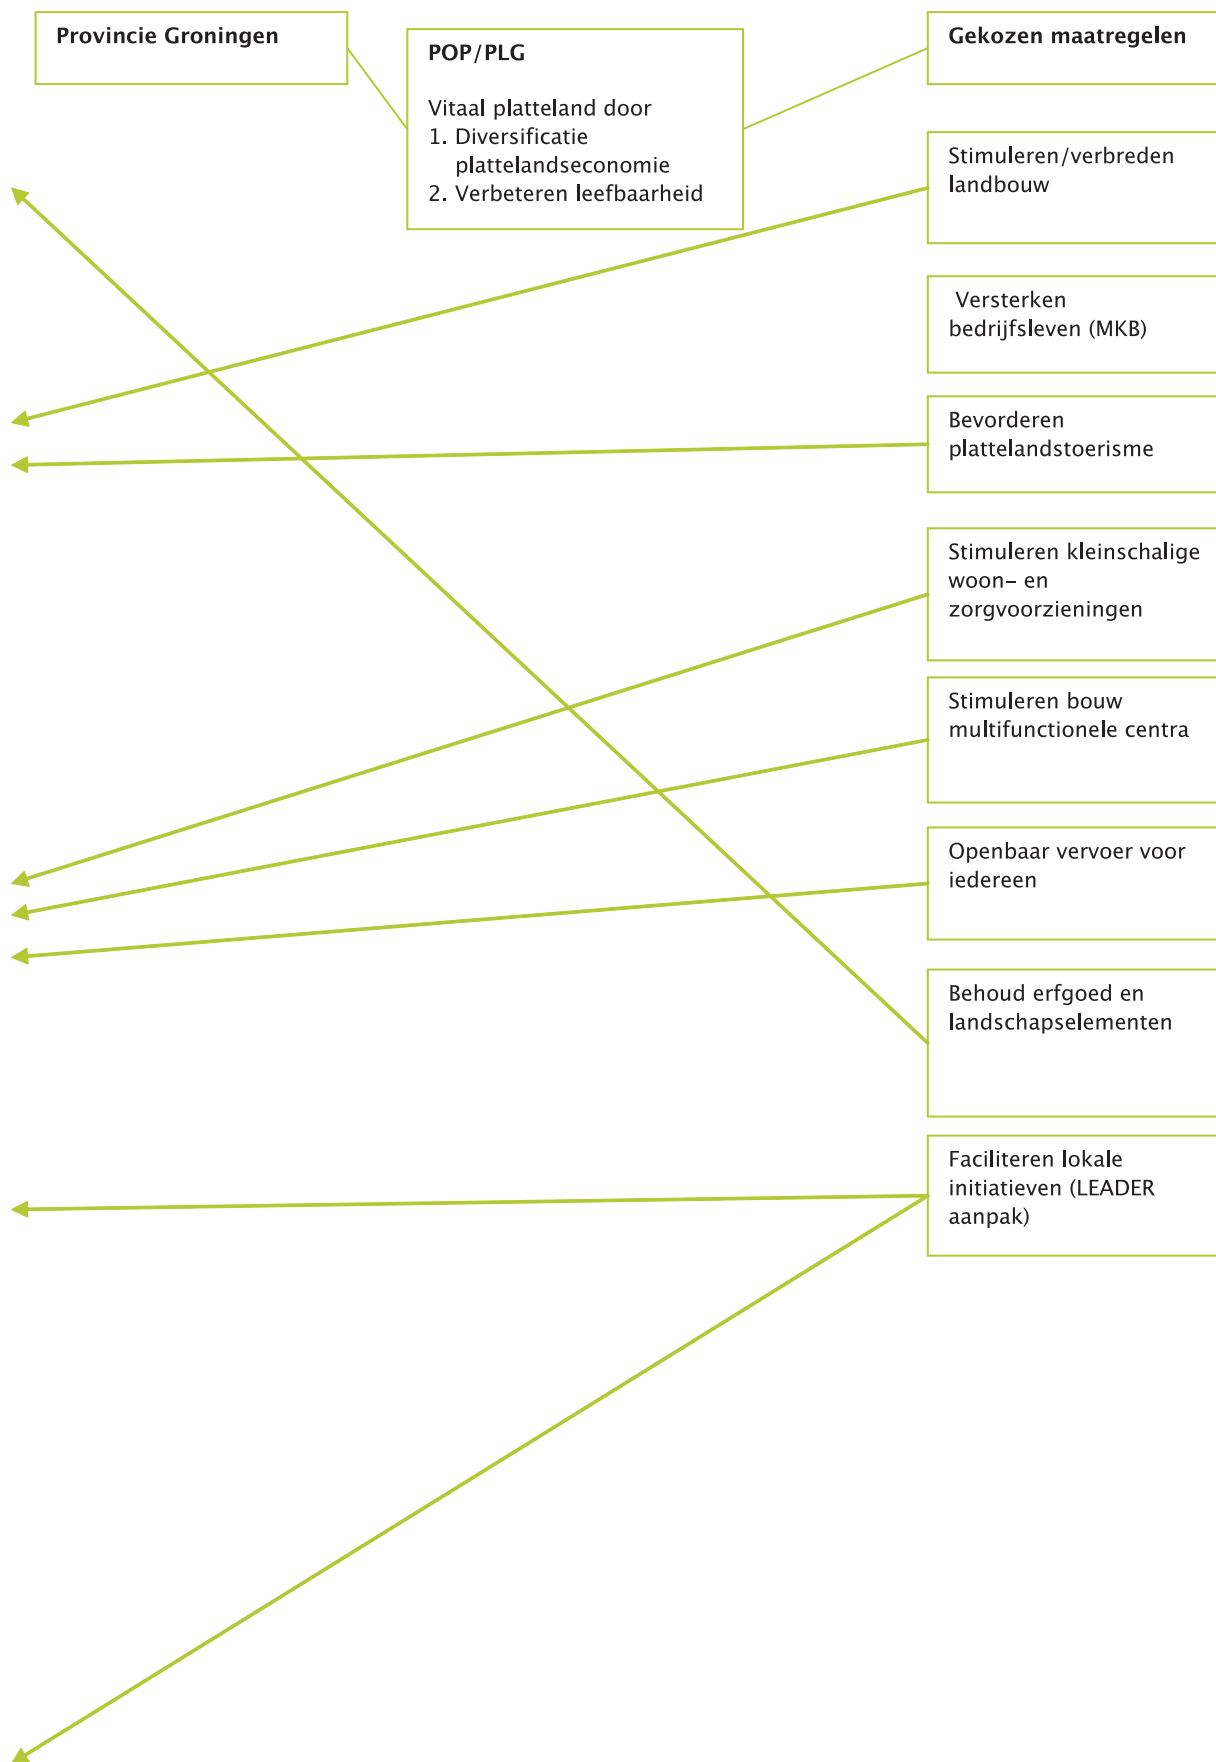 Provincie Groningen
POP/PLG
Vitaal platteland door
1. Diversificatie
plattelandseconomie
2. Verbeteren leefbaarheid
Gekozen maatregelen
Stimuleren/verbreden
landbouw
Versterken
bedrijfsleven (MKB)
Bevorderen
plattelandstoerisme
Stimuleren kleinschalige
woon- en
zorgvoorzieningen
Stimuleren bouw
multifunctionele centra
Openbaar vervoer voor
iedereen
Behoud erfgoed en
landschapselementen
Faciliteren lokale
initiatieven (LEADER
aanpak)